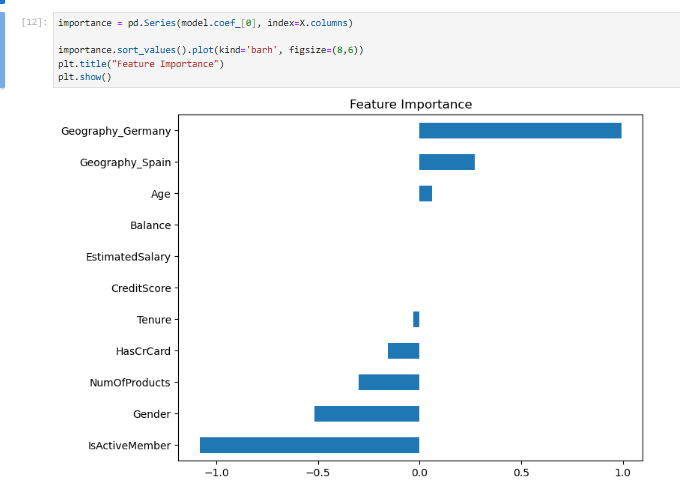 [12]: importance = pd.Series(model.coef_[0], index=X.columns)
importance.sort_values().plot(kind='barh', figsize=(8,6))
plt.title("Feature Importance")
plt.show()
Feature Importance
Geography_Germany
Geography_Spain
Age
Balance
EstimatedSalary
CreditScore
Tenure
HasCrCard
NumOfProducts
Gender
IsActiveMember
−1.0 −0.5 0.0 0.5 1.0